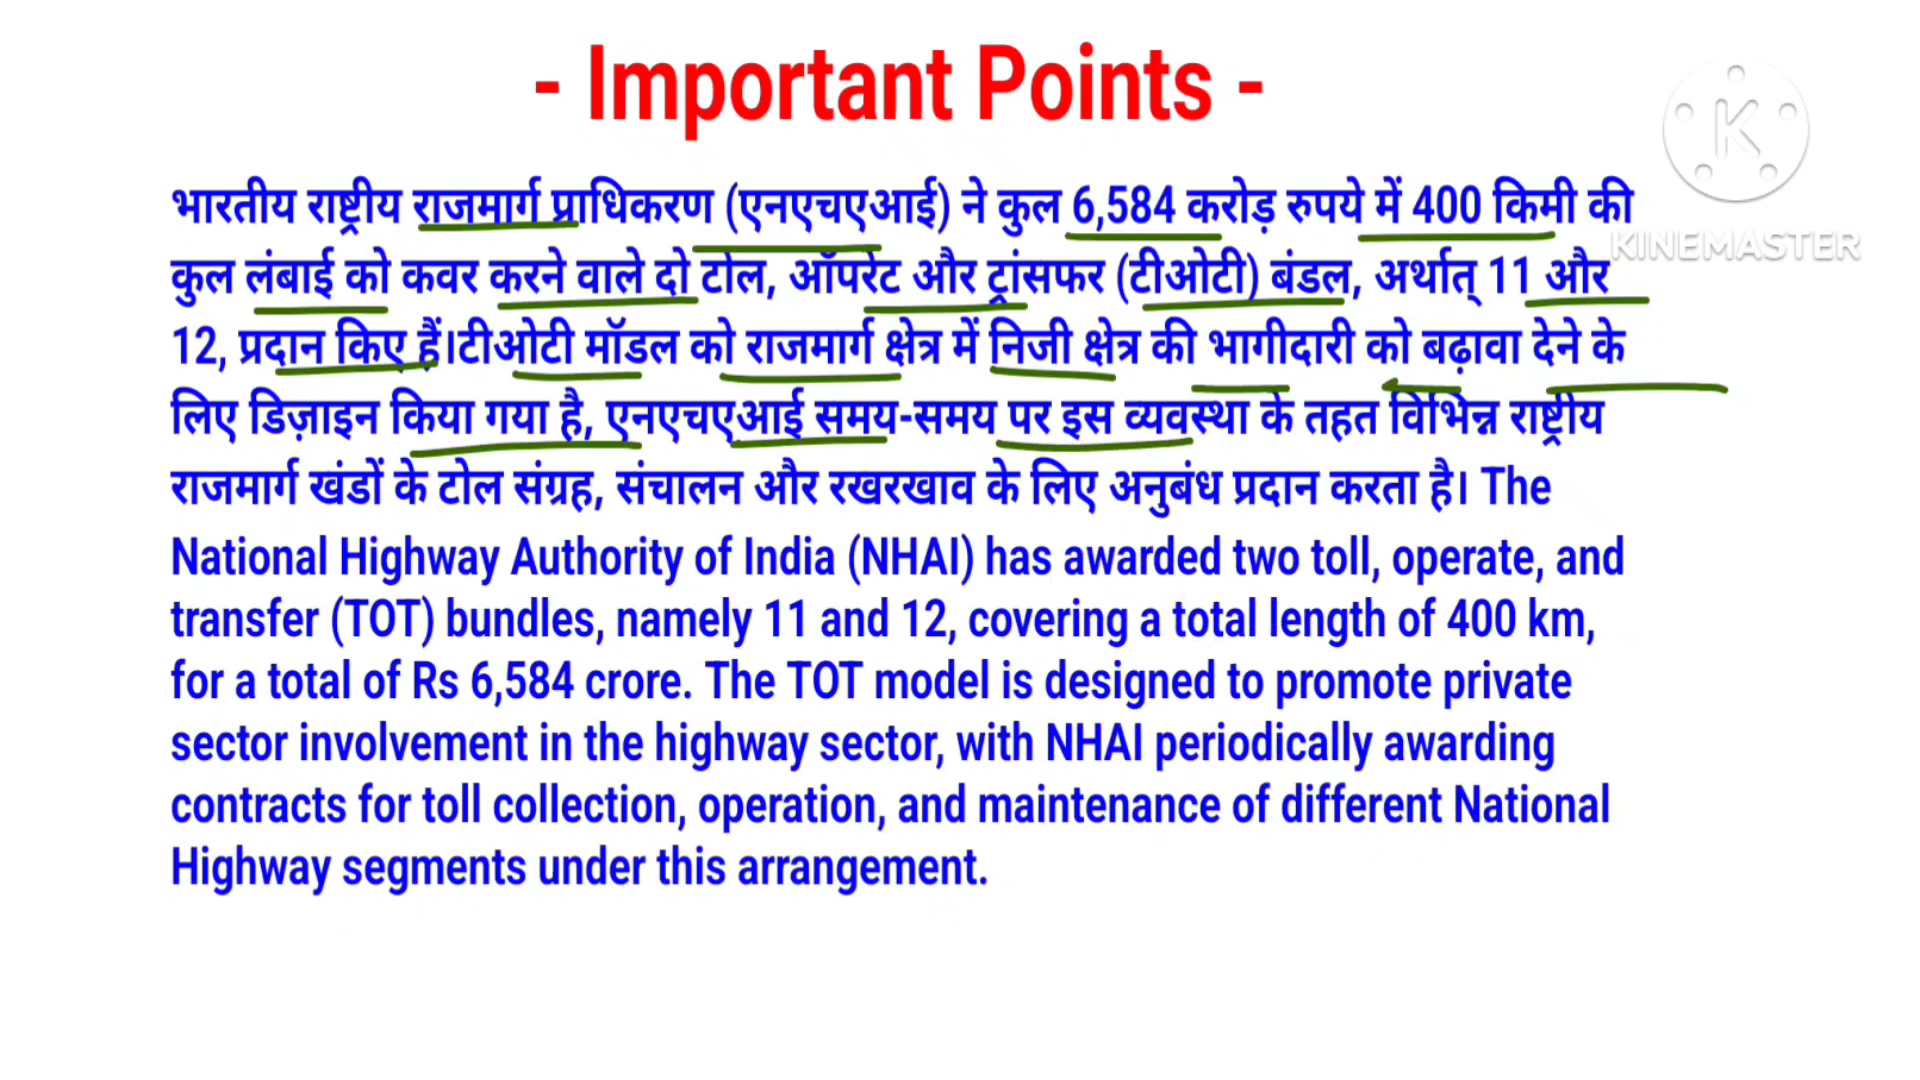 - Important Points -
भारतीय राष्ट्रीय राजमार्ग प्राधिकरण (एनएचएआई) ने कुल 6,584 करोड़ रुपये में 400 किमी की
कुल लंबाई को कवर करने वाले दो टोल, ऑपरेट और ट्रांसफर (टीओटी) बंडल, अर्थात् 11 और
12, प्रदान किए हैं।टीओटी मॉडल को राजमार्ग क्षेत्र में निजी क्षेत्र की भागीदारी को बढ़ावा देने के
लिए डिज़ाइन किया गया है, एनएचएआई समय-समय पर इस व्यवस्था के तहत विभिन्न राष्ट्रीय
राजमार्ग खंडों के टोल संग्रह, संचालन और रखरखाव के लिए अनुबंध प्रदान करता है। The
National Highway Authority of India (NHAI) has awarded two toll, operate, and
transfer (TOT) bundles, namely 11 and 12, covering a total length of 400 km,
for a total of Rs 6,584 crore. The TOT model is designed to promote private
sector involvement in the highway sector, with NHAI periodically awarding
contracts for toll collection, operation, and maintenance of different National
Highway segments under this arrangement.
K
KINEMASTER